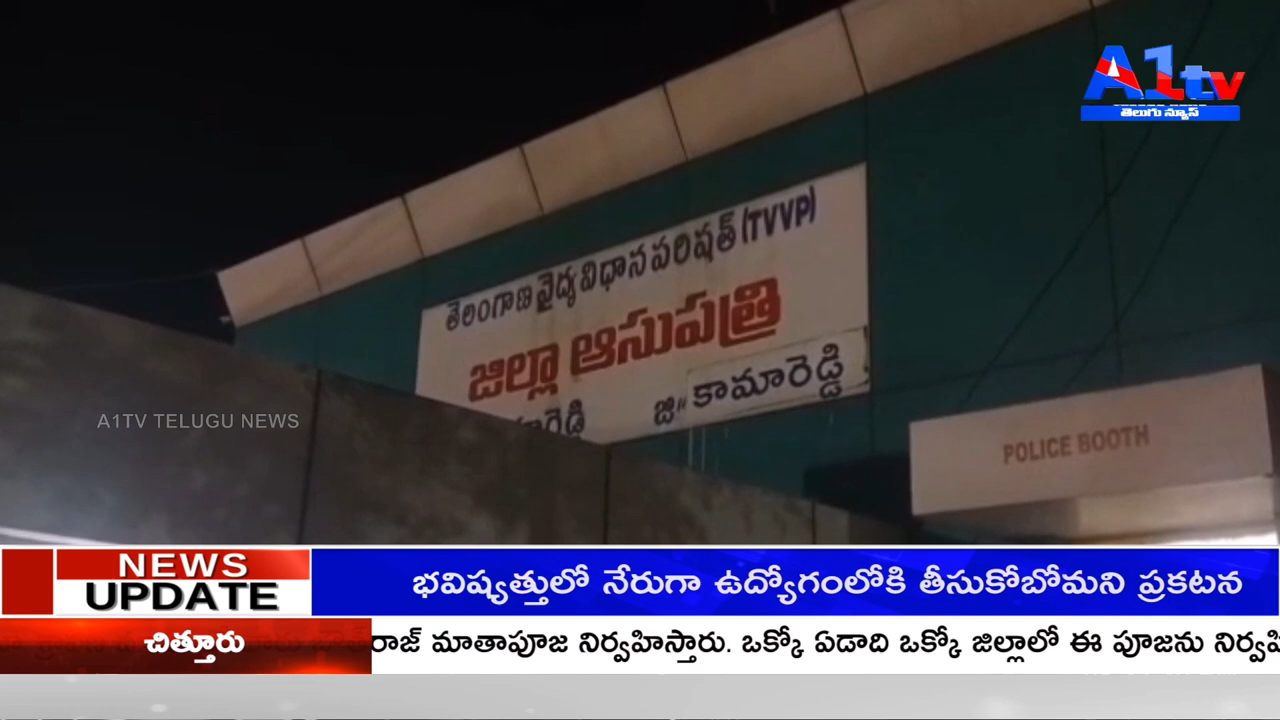 A1tv
తెలుగు న్యూస్
తెలంగాణ వైద్య విధాన పరిషత్ (TVVP)
జిల్లా ఆసుపత్రి
జి॥ కామారెడ్డి
POLICE BOOTH
A1TV TELUGU NEWS
NEWS
UPDATE
భవిష్యత్తులో నేరుగా ఉద్యోగంలోకి తీసుకోబోమని ప్రకటన
చిత్తూరు
రాజ్ మాతాపూజ నిర్వహిస్తారు. ఒక్కో ఏడాది ఒక్కో జిల్లాలో ఈ పూజను